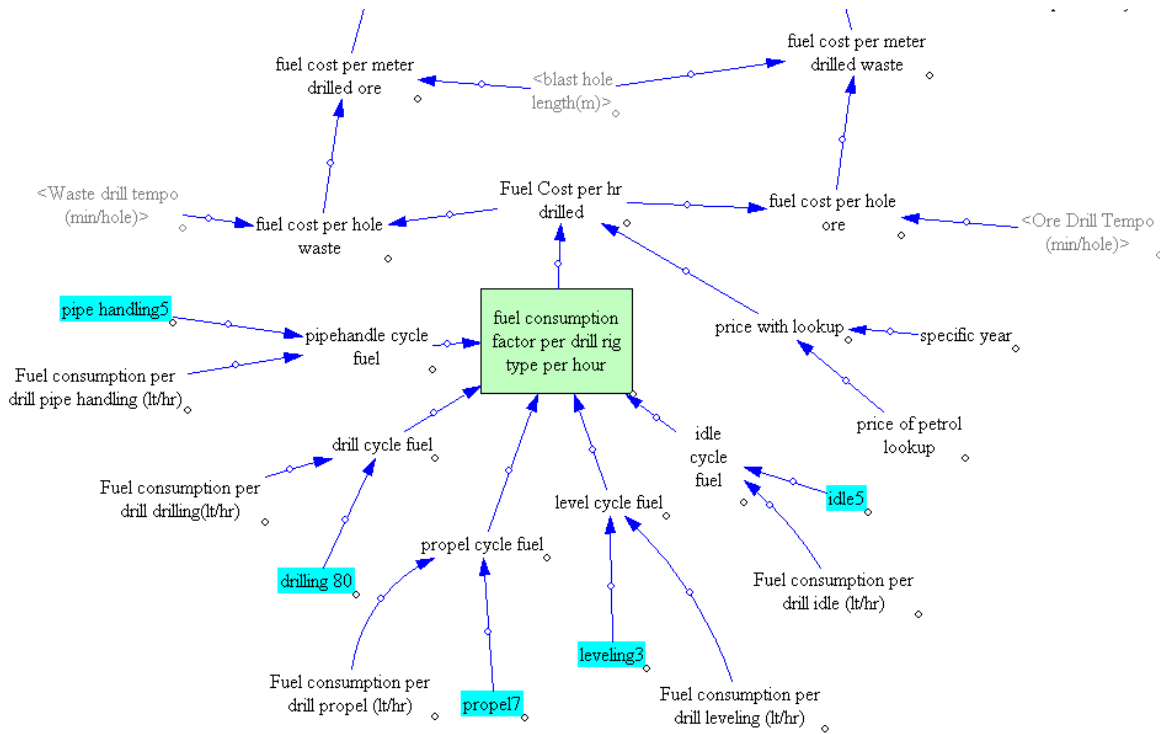 fuel cost per meter
drilled ore
<blast hole
length(m)>
fuel cost per meter
drilled waste
<Waste drill tempo
(min/hole)>
fuel cost per hole
waste
Fuel Cost per hr
drilled
fuel cost per hole
ore
<Ore Drill Tempo
(min/hole)>
pipe handling5
pipehandle cycle
fuel
fuel consumption
factor per drill rig
type per hour
price with lookup
specific year
Fuel consumption per
drill pipe handling (lt/hr)
drill cycle fuel
idle
cycle
fuel
price of petrol
lookup
Fuel consumption per
drill drilling(lt/hr)
level cycle fuel
idle5
propel cycle fuel
drilling 80
Fuel consumption per
drill idle (lt/hr)
leveling3
Fuel consumption per
drill propel (lt/hr)
propel7
Fuel consumption per
drill leveling (lt/hr)